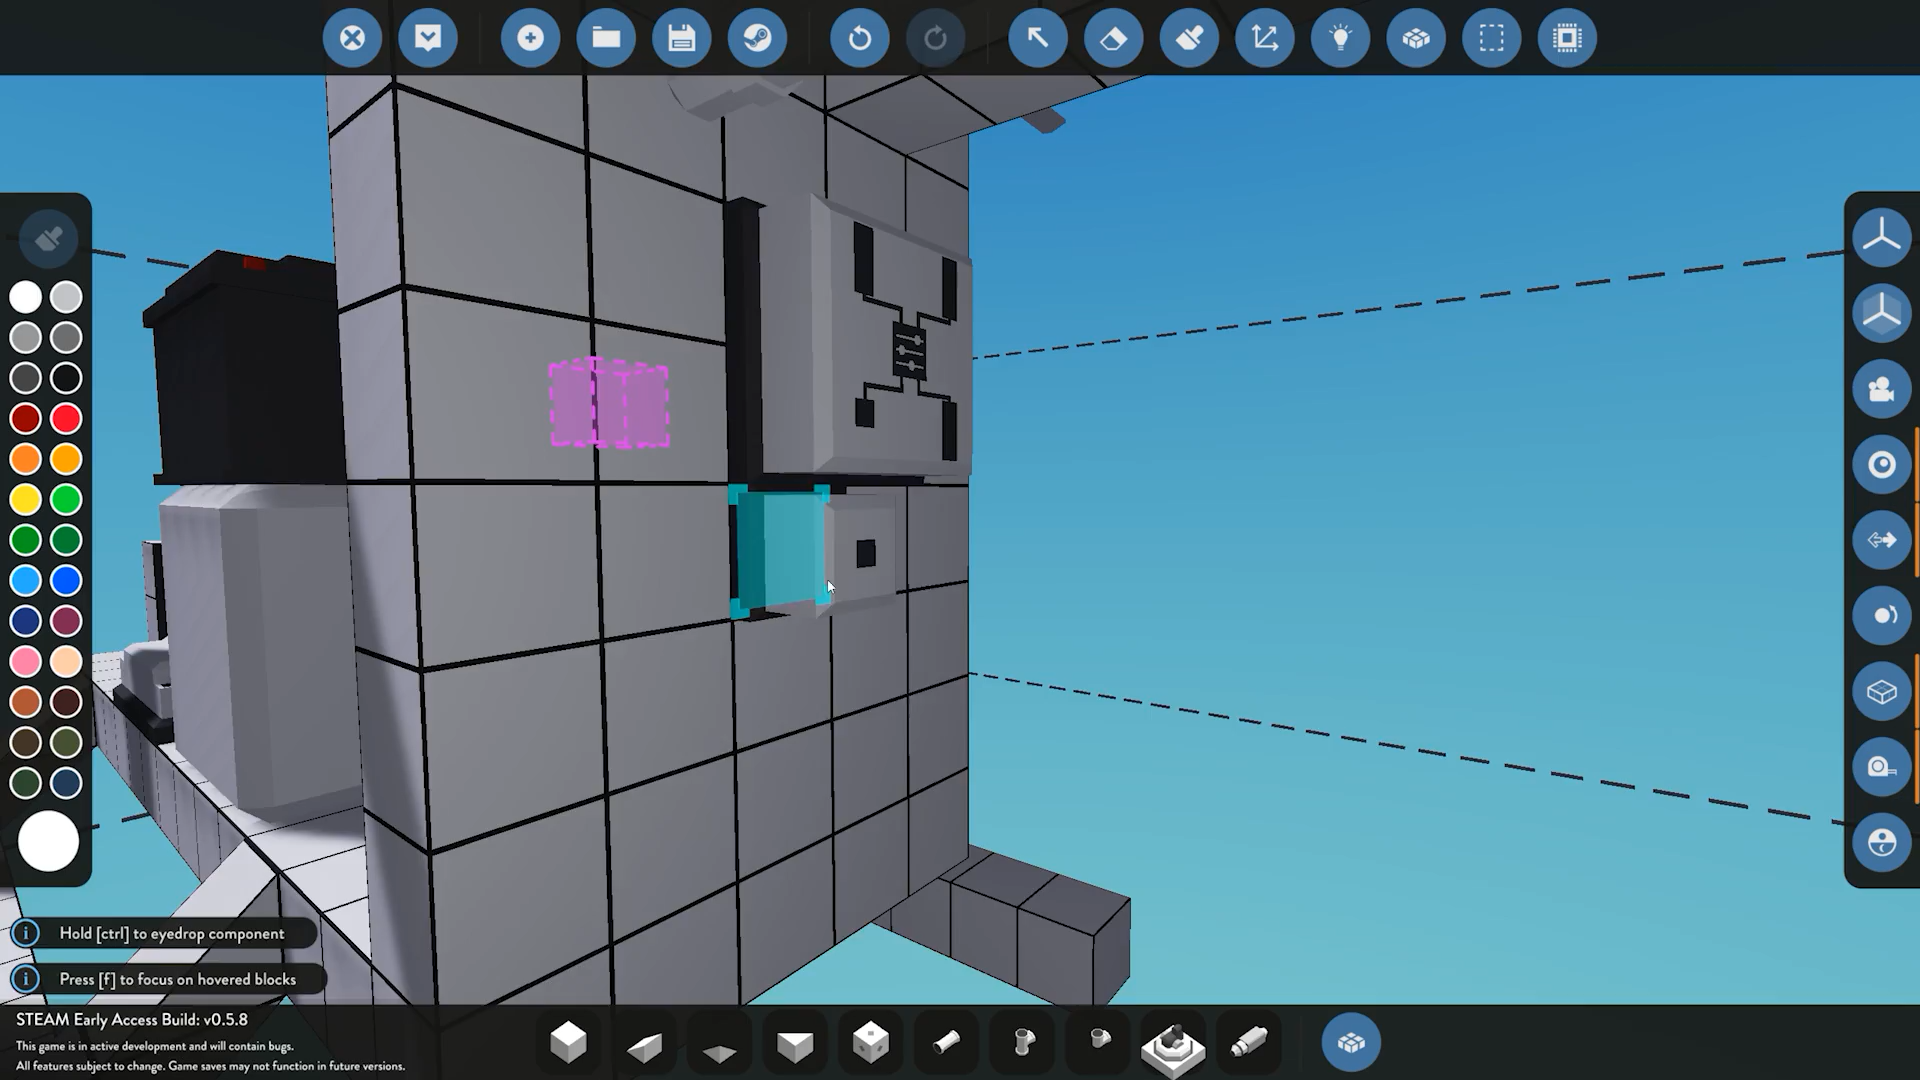 Hold [ctrl] to eyedrop component
Press [f] to focus on hovered blocks
STEAM Early Access Build: v0.5.8
This game is in active development and will contain bugs.
All features subject to change. Game saves may not function in future versions.